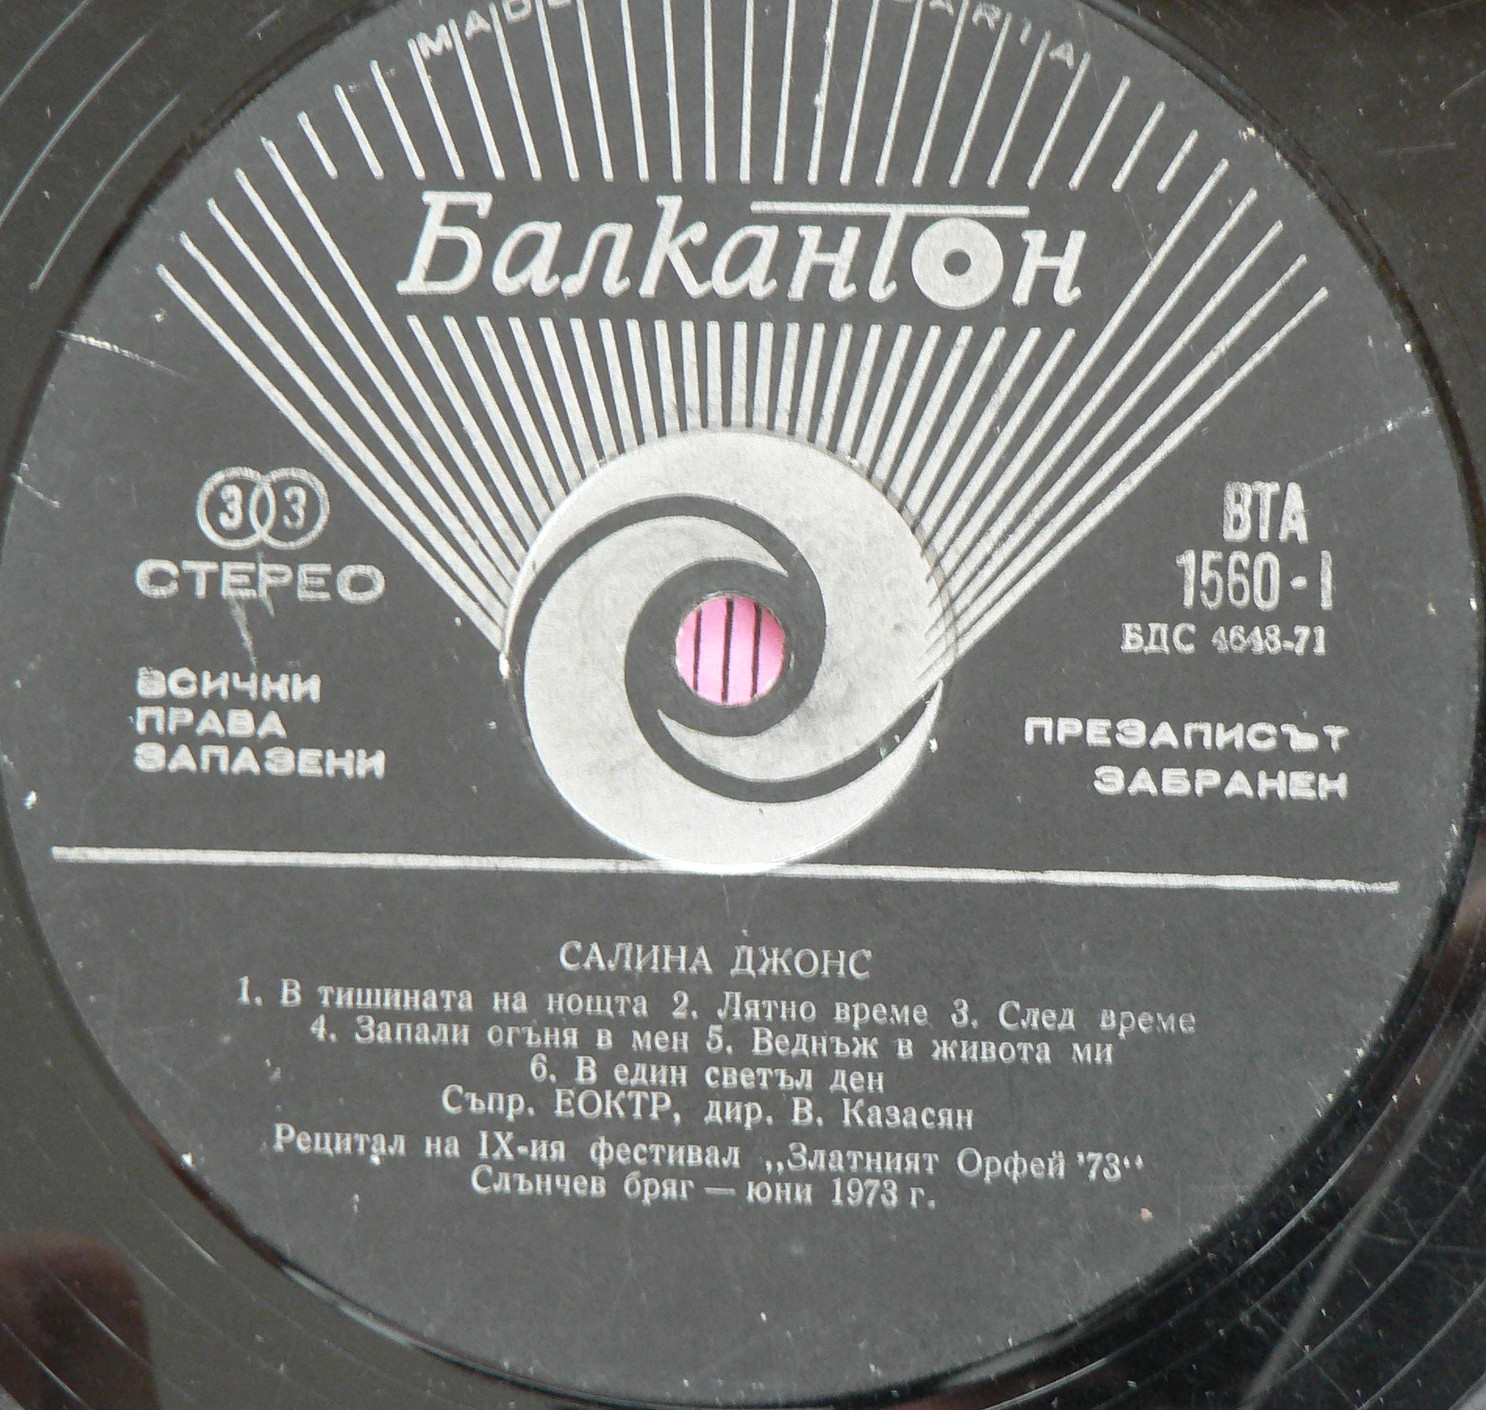 MADE
Балкантон
33
СТЕРЕО
ВСИЧКИ
ПРАВА
ЗАПАЗЕНИ
ВТА
1560-I
БДС 4648-71
ПРЕЗАПИСЪТ
ЗАБРАНЕН
САЛИНА ДЖОНС
1. В тишината на нощта 2. Лятно време 3. След време
4. Запали огъня в мен 5. Веднъж в живота ми
6. В един светъл ден
Съпр. ЕОКТР, дир. В. Казасян
Рецитал на IX-ия фестивал „Златният Орфей '73“
Слънчев бряг — юни 1973 г.